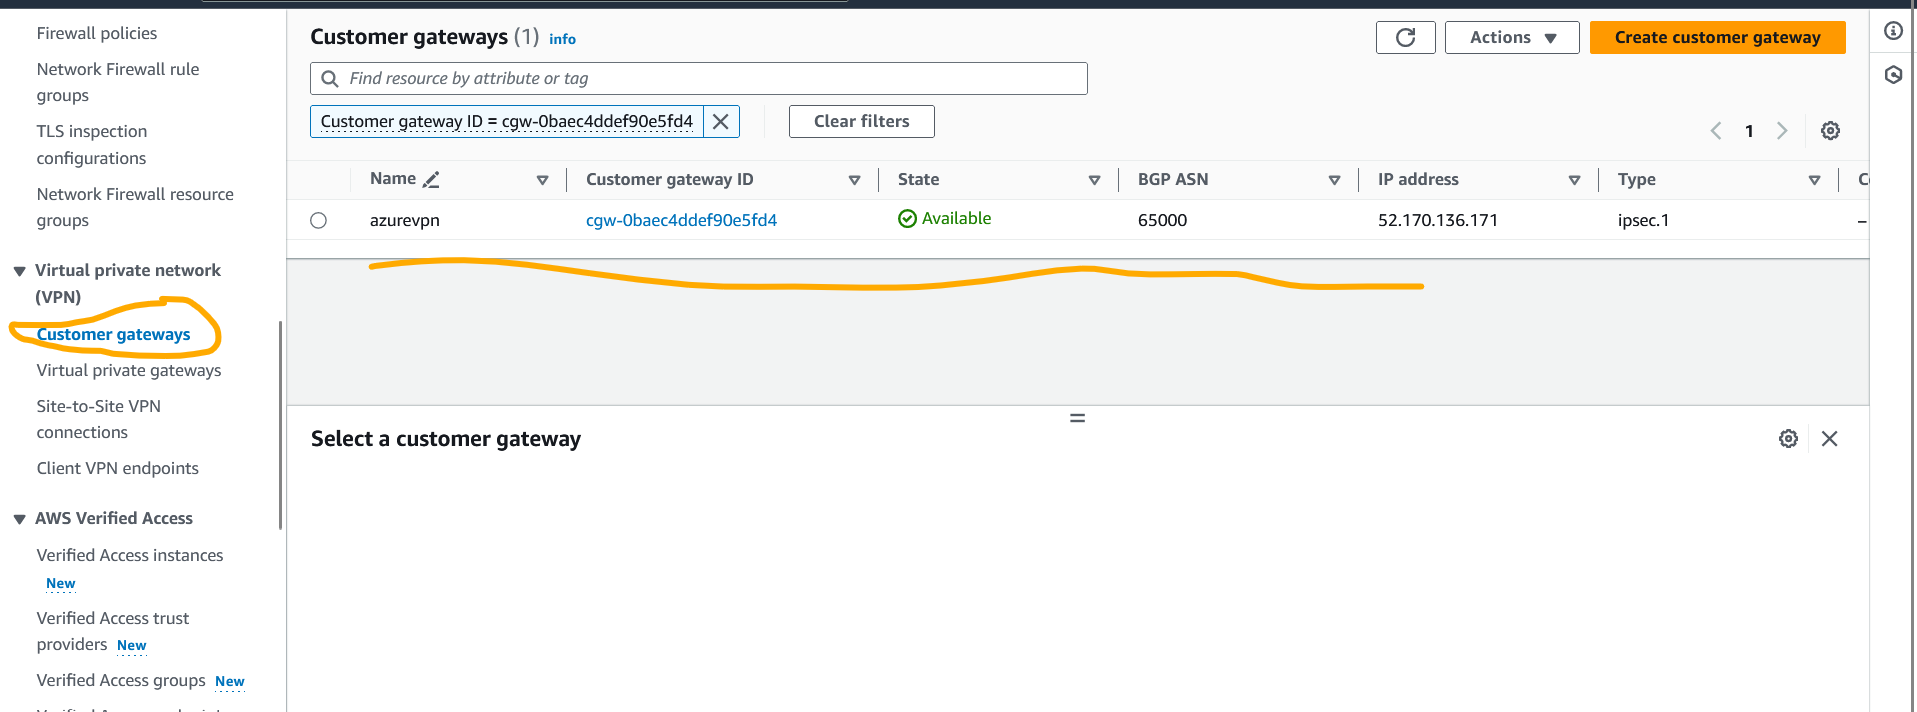 Firewall policies
Network Firewall rule
groups
TLS inspection
configurations
Network Firewall resource
groups
Virtual private network
(VPN)
Customer gateways
Virtual private gateways
Site-to-Site VPN
connections
Client VPN endpoints
AWS Verified Access
Verified Access instances
New
Verified Access trust
providers New
Verified Access groups New
Customer gateways (1) info
Actions
Create customer gateway
Find resource by attribute or tag
Customer gateway ID = cgw-0baec4ddef90e5fd4
Clear filters
1
Name Customer gateway ID State BGP ASN IP address Type
azurevpn cgw-0baec4ddef90e5fd4 Available 65000 52.170.136.171 ipsec.1 –
Select a customer gateway